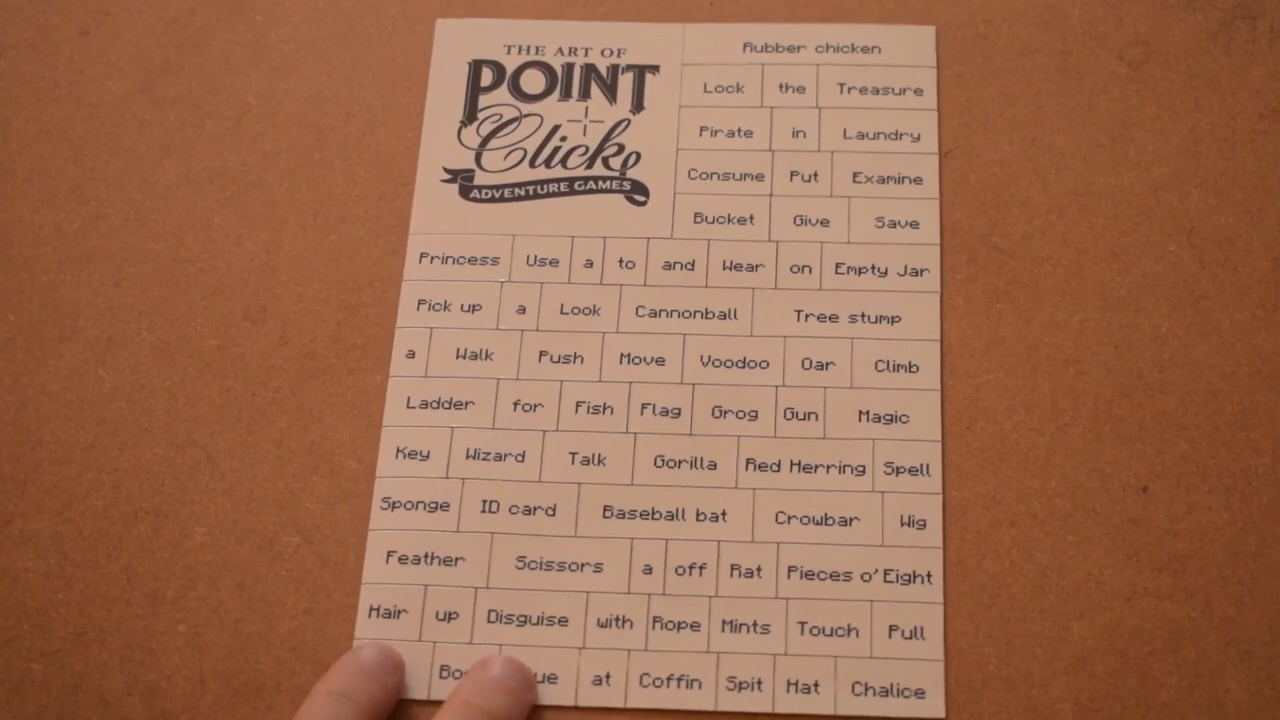 THE ART OF
POINT
Click
ADVENTURE GAMES
Rubber chicken
Lock the Treasure
Pirate in Laundry
Consume Put Examine
Bucket Give Save
Princess Use a to and Wear on Empty Jar
Pick up a Look Cannonball Tree stump
a Walk Push Move Voodoo Oar Climb
Ladder for Fish Flag Grog Gun Magic
Key Wizard Talk Gorilla Red Herring Spell
Sponge ID card Baseball bat Crowbar Wig
Feather Scissors a off Rat Pieces o' Eight
Hair up Disguise with Rope Mints Touch Pull
at Coffin Spit Hat Chalice